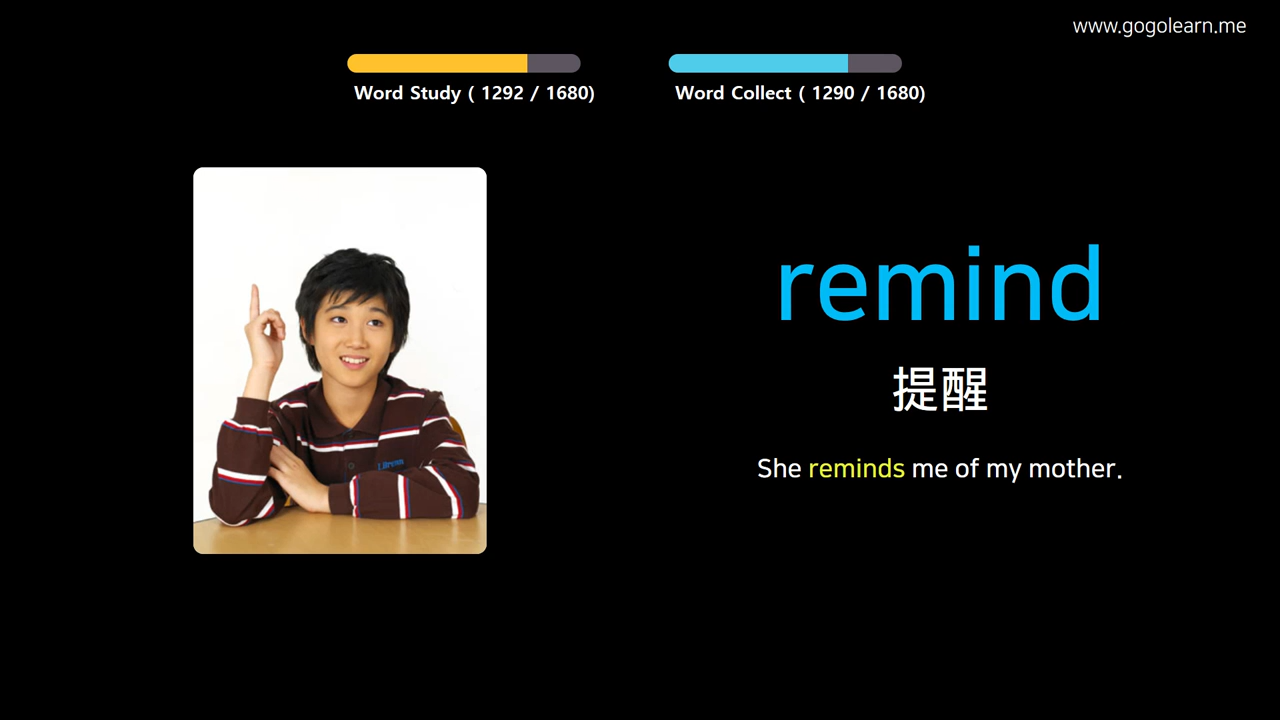 www.gogolearn.me
Word Study ( 1292 / 1680)
Word Collect ( 1290 / 1680)
remind
提醒
She reminds me of my mother.